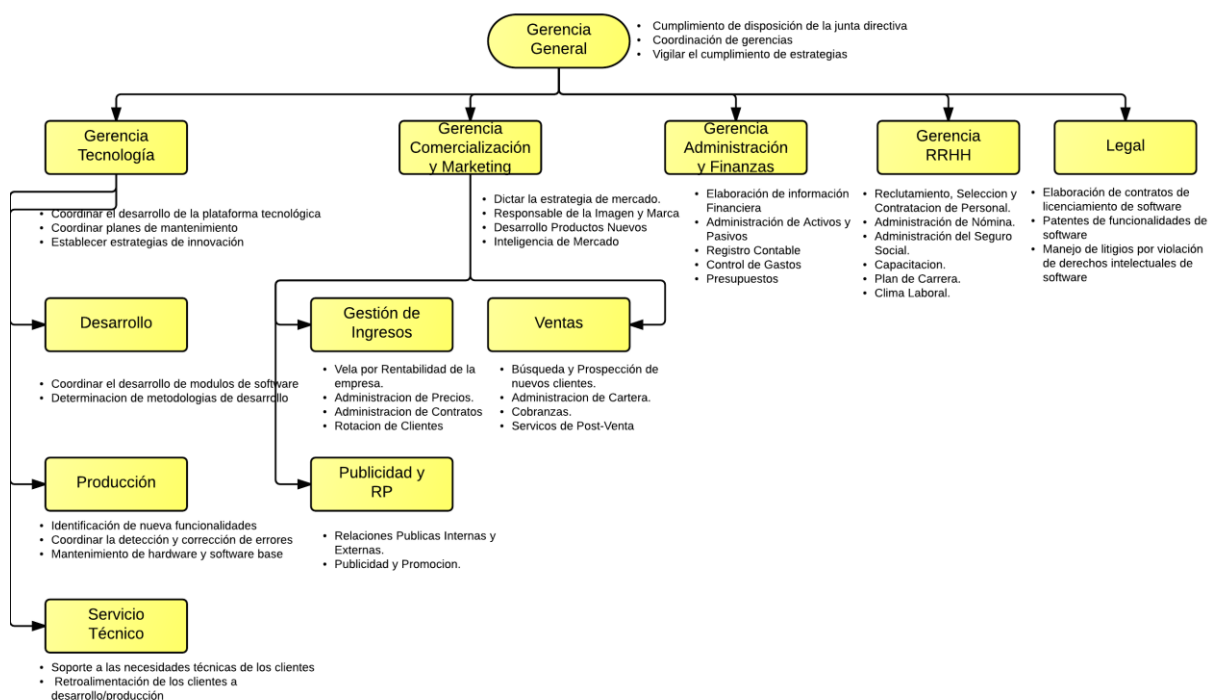 Gerencia
General
• Cumplimiento de disposición de la junta directiva
• Coordinación de gerencias
• Vigilar el cumplimiento de estrategias
Gerencia
Tecnología
• Coordinar el desarrollo de la plataforma tecnológica
• Coordinar planes de mantenimiento
• Establecer estrategias de innovación
Gerencia
Comercialización
y Marketing
• Dictar la estrategia de mercado.
• Responsable de la Imagen y Marca
• Desarrollo Productos Nuevos
• Inteligencia de Mercado
Gerencia
Administración
y Finanzas
• Elaboración de información
Financiera
• Administración de Activos y
Pasivos
• Registro Contable
• Control de Gastos
• Presupuestos
Gerencia
RRHH
• Reclutamiento, Seleccion y
Contratacion de Personal.
• Administración de Nómina.
• Administración del Seguro
Social.
• Capacitacion.
• Plan de Carrera.
• Clima Laboral.
Legal
• Elaboración de contratos de
licenciamiento de software
• Patentes de funcionalidades de
software
• Manejo de litigios por violación
de derechos intelectuales de
software
Desarrollo
• Coordinar el desarrollo de modulos de software
• Determinacion de metodologias de desarrollo
Gestión de
Ingresos
• Vela por Rentabilidad de la
empresa.
• Administracion de Precios.
• Administracion de Contratos
• Rotacion de Clientes
Ventas
• Búsqueda y Prospección de
nuevos clientes.
• Administracion de Cartera.
• Cobranzas.
• Servicos de Post-Venta
Producción
• Identificación de nueva funcionalidades
• Coordinar la detección y corrección de errores
• Mantenimiento de hardware y software base
Publicidad y
RP
• Relaciones Publicas Internas y
Externas.
• Publicidad y Promocion.
Servicio
Técnico
• Soporte a las necesidades técnicas de los clientes
• Retroalimentación de los clientes a
desarrollo/producción